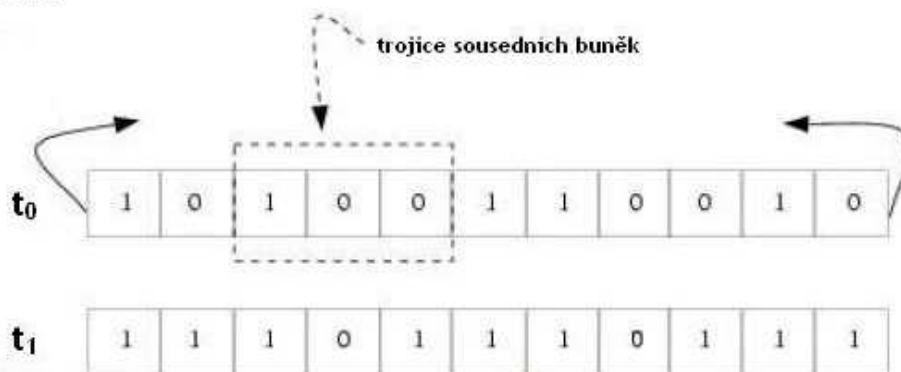 trojice sousedních buněk
t0 1 0 1 0 0 1 1 0 0 1 0
t1 1 1 1 0 1 1 1 0 1 1 1